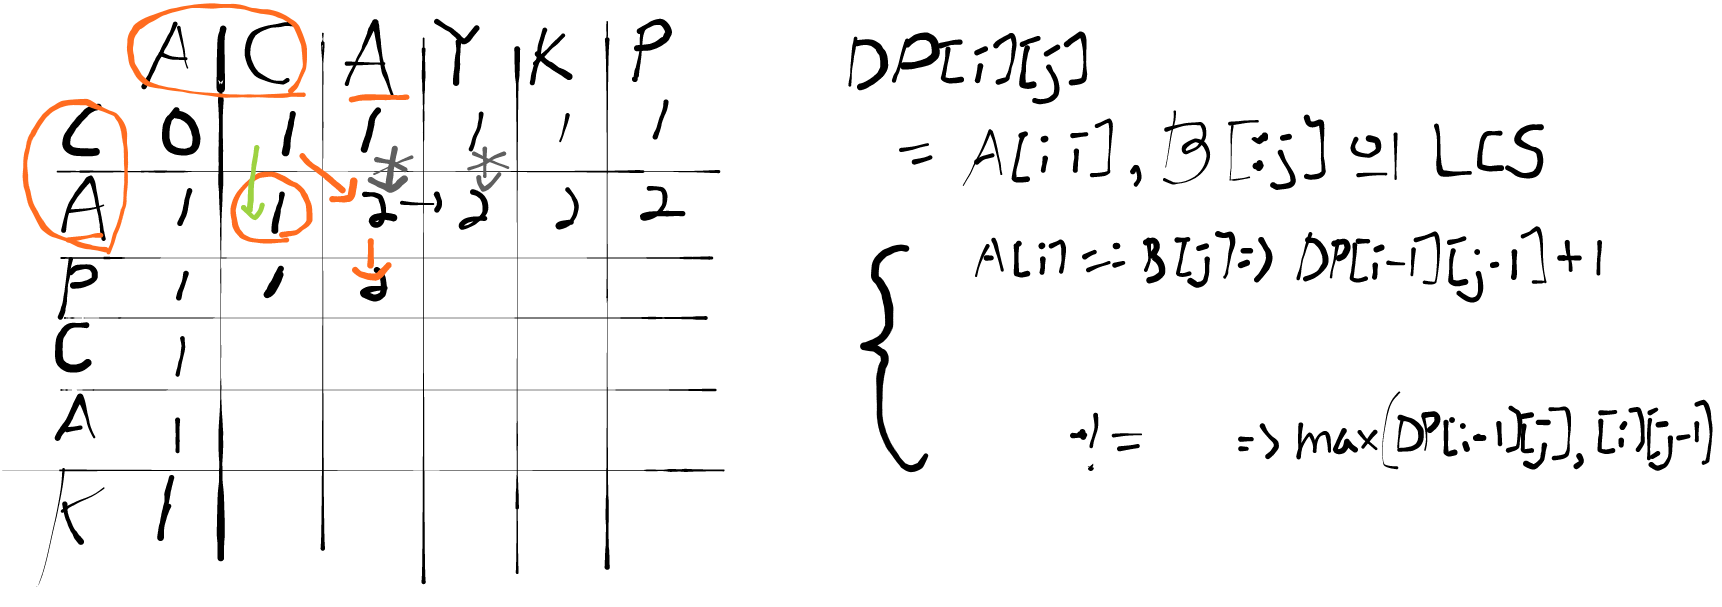 A C A Y K P
C 0 1 1 1 1 1
A 1 1 2 → 2 2 2
P 1 1 2
C 1
A 1
K 1
DP[i][j]
= A[:i], B[:j]의 LCS
A[i] == B[j] => DP[i-1][j-1]+1
!= => max(DP[i-1][j], [i][j-1])